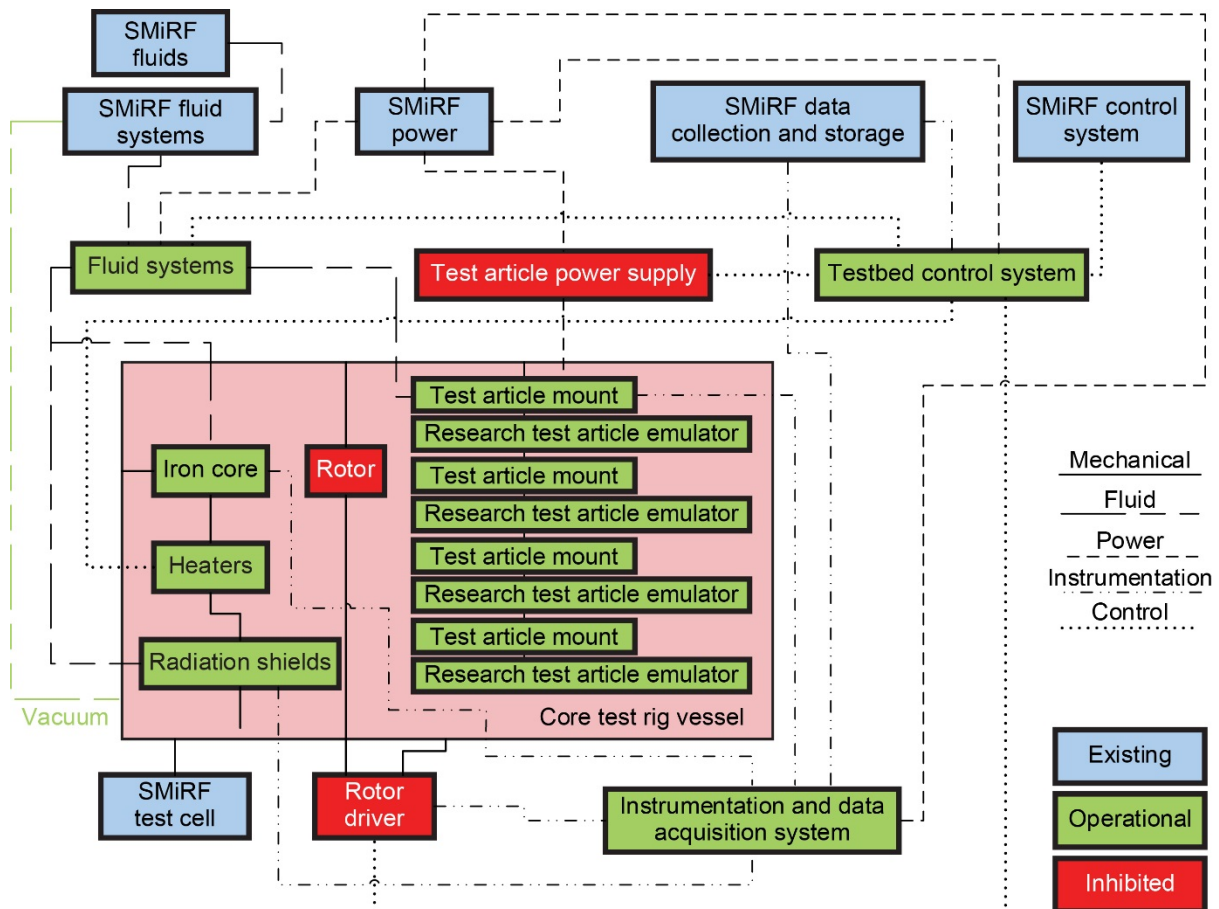 SMiRF
fluids
SMiRF fluid
systems
SMiRF
power
SMiRF data
collection and storage
SMiRF control
system
Fluid systems
Test article power supply
Testbed control system
Test article mount
Research test article emulator
Iron core
Rotor
Test article mount
Research test article emulator
Heaters
Test article mount
Research test article emulator
Radiation shields
Test article mount
Research test article emulator
Vacuum
Core test rig vessel
SMiRF
test cell
Rotor
driver
Instrumentation and data
acquisition system
Mechanical
Fluid
Power
Instrumentation
Control
Existing
Operational
Inhibited